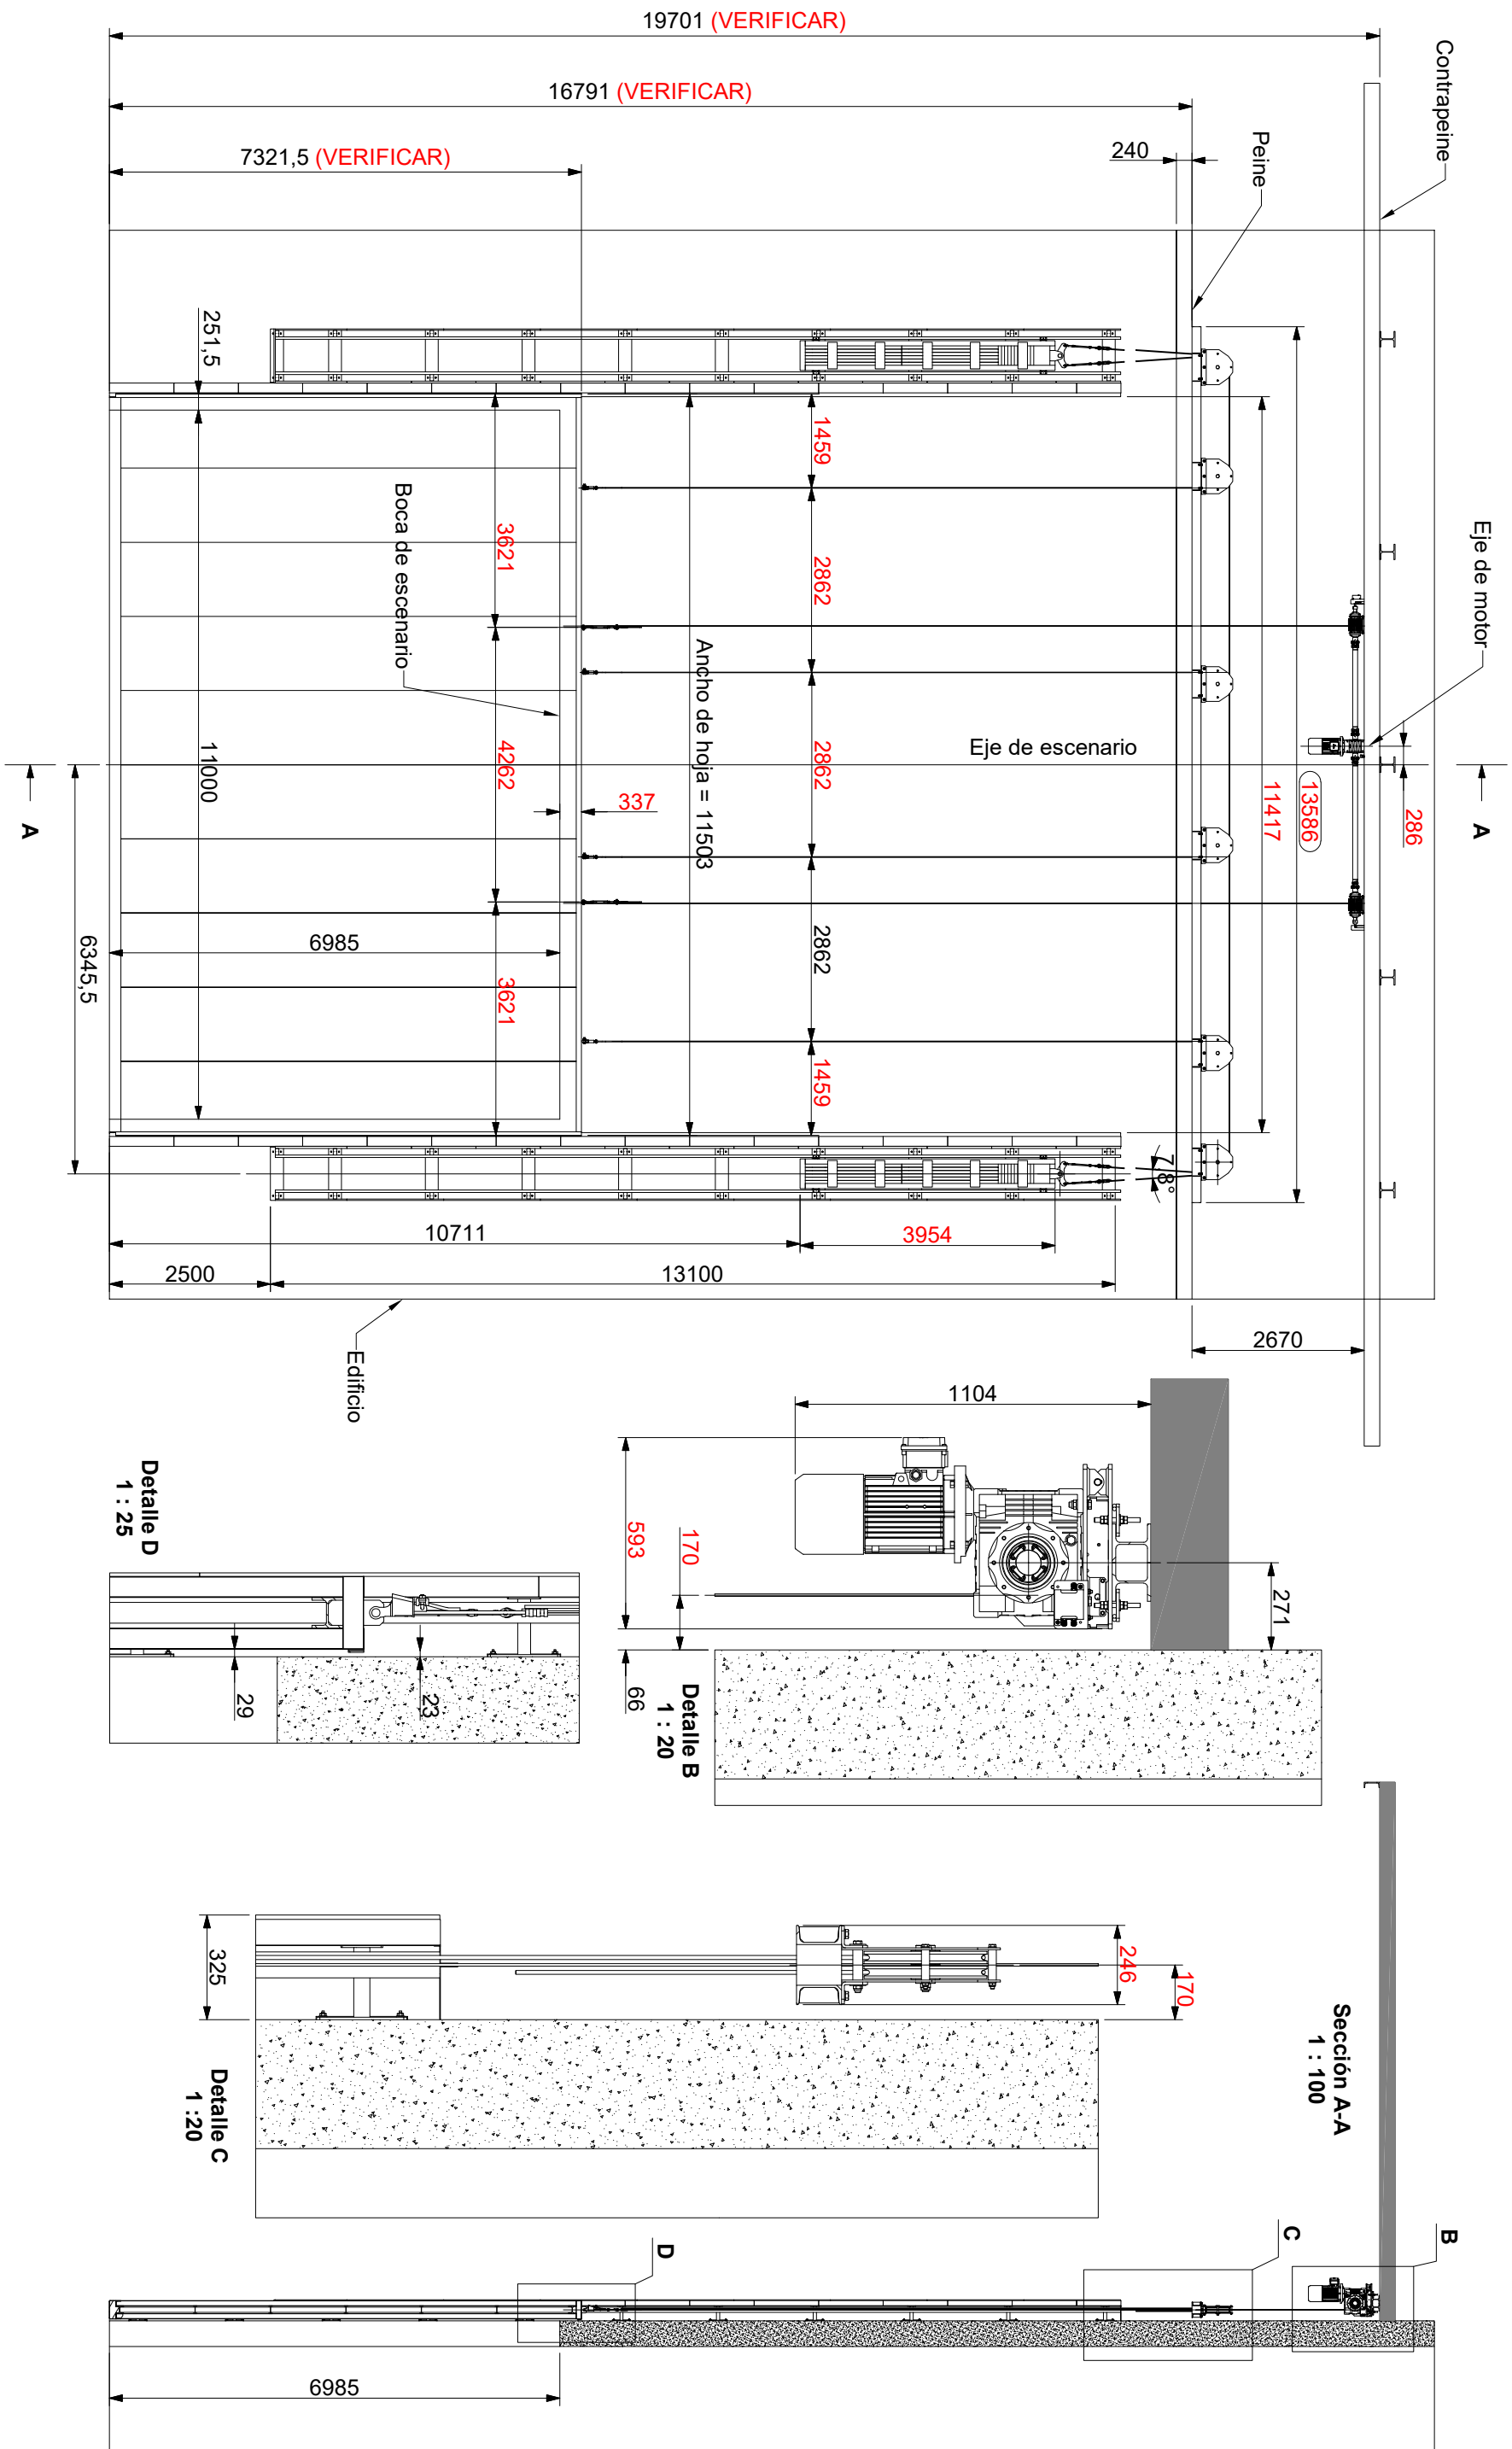 19701 (VERIFICAR)
16791 (VERIFICAR)
7321,5 (VERIFICAR)
240
Peine
Contrapeine
Eje de motor
A
A
286
13586
11417
Eje de escenario
251,5
1459
2862
2862
2862
1459
3621
4262
3621
Ancho de hoja = 11503
Boca de escenario
337
11000
6985
6345,5
7,8°
10711
3954
2500
13100
Edificio
2670
1104
593
170
271
66
Detalle B
1 : 20
Detalle D
1 : 25
23
29
246
170
325
Detalle C
1 :20
Sección A-A
1 : 100
B
C
D
6985